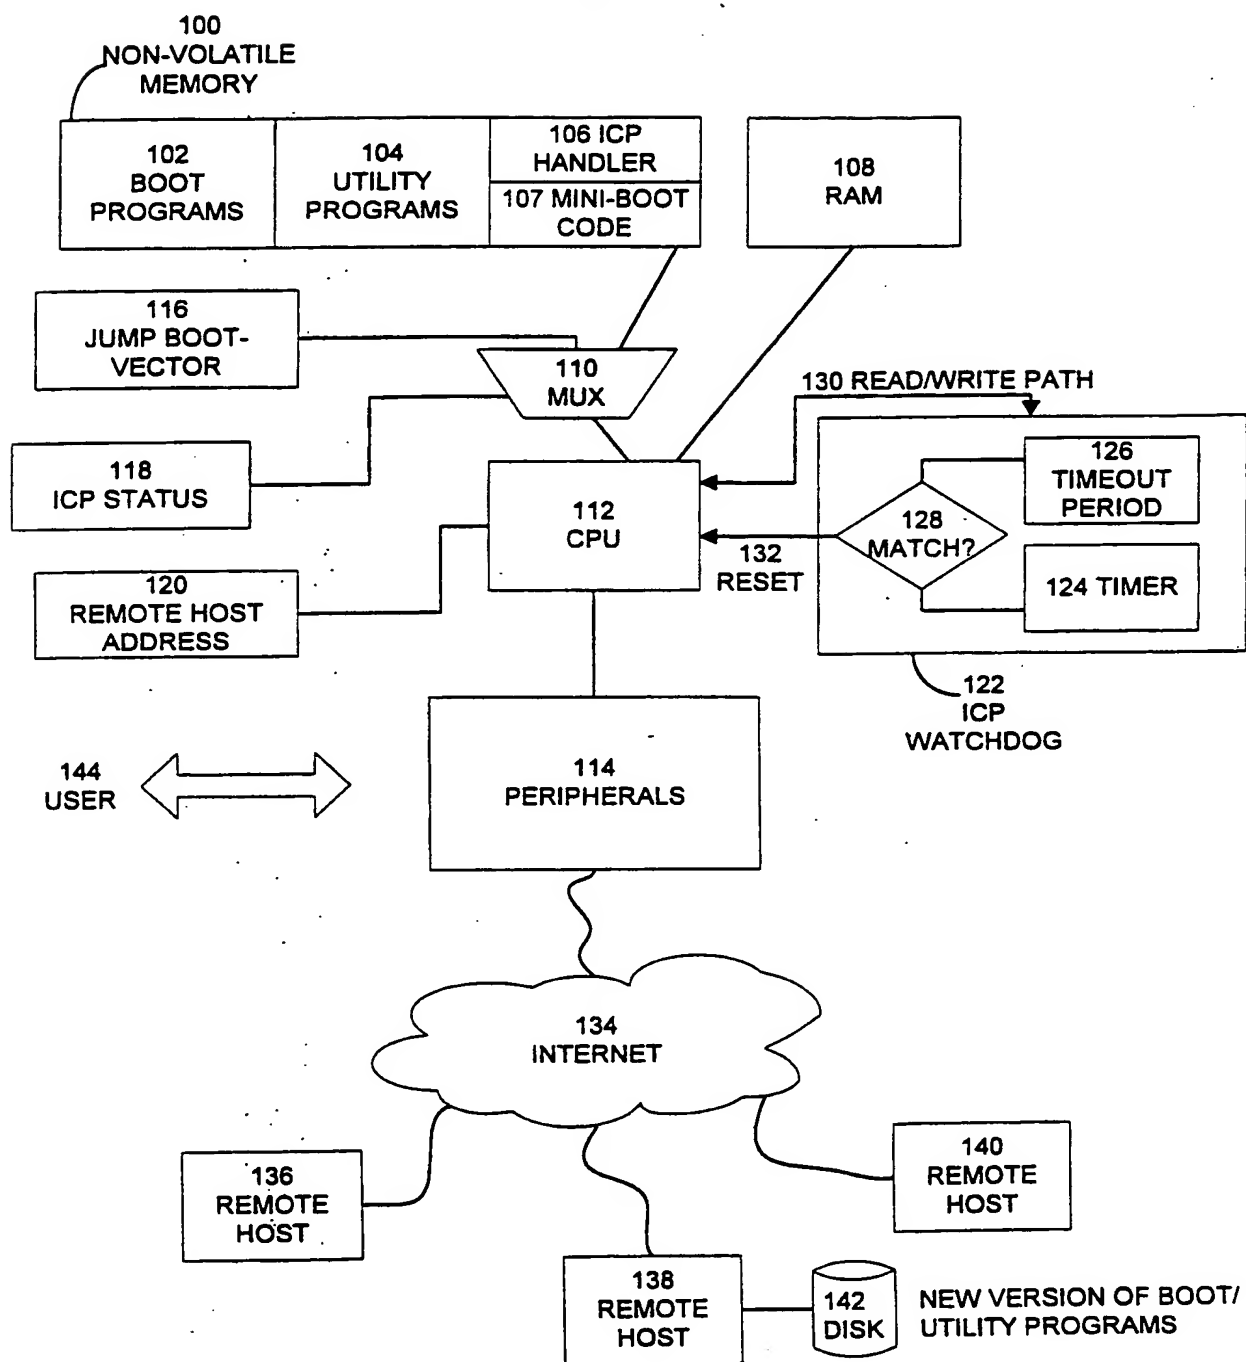 100
NON-VOLATILE
MEMORY
102
BOOT
PROGRAMS
104
UTILITY
PROGRAMS
106 ICP
HANDLER
107 MINI-BOOT
CODE
108
RAM
116
JUMP BOOT-
VECTOR
110
MUX
130 READ/WRITE PATH
118
ICP STATUS
112
CPU
126
TIMEOUT
PERIOD
128
MATCH?
132
RESET
124 TIMER
120
REMOTE HOST
ADDRESS
122
ICP
WATCHDOG
144
USER
114
PERIPHERALS
134
INTERNET
136
REMOTE
HOST
140
REMOTE
HOST
138
REMOTE
HOST
142
DISK
NEW VERSION OF BOOT/
UTILITY PROGRAMS